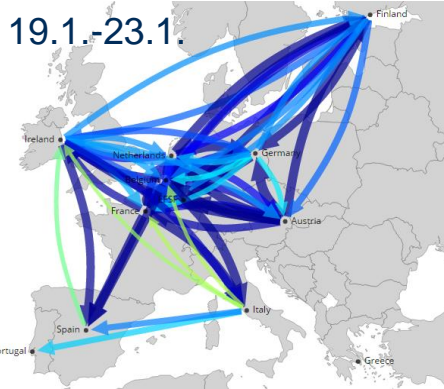 19.1.-23.1.
Finland
Ireland
Netherlands
Germany
Belgium
France
Austria
Italy
Spain
ortugal
Greece